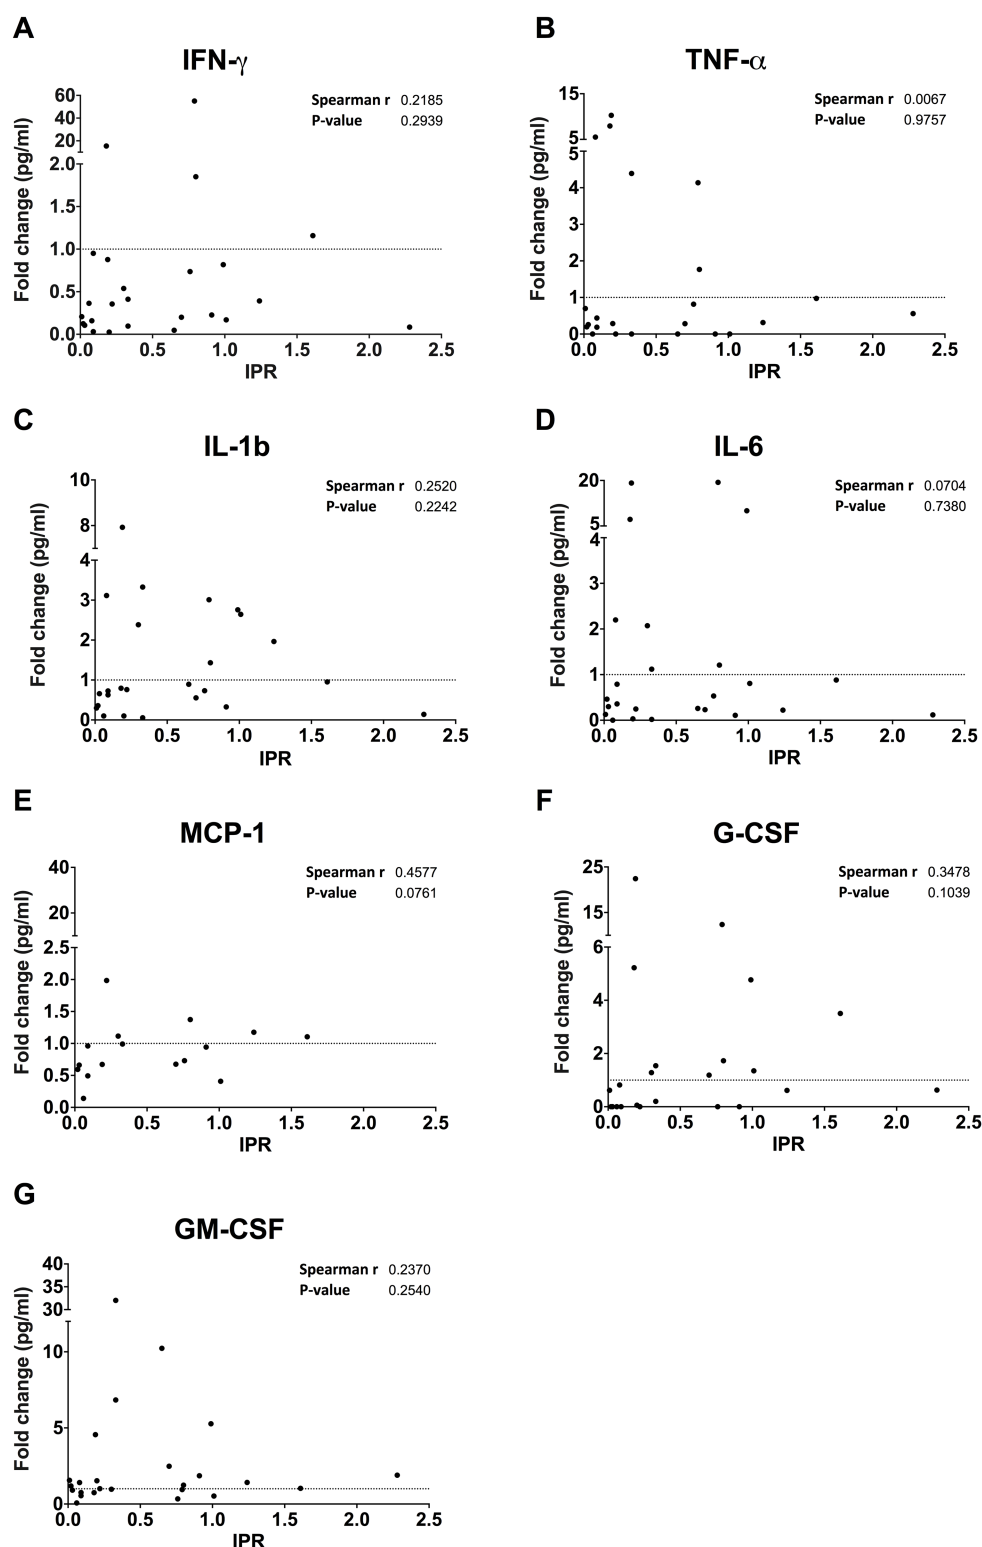 A
IFN-γ
Spearman r 0.2185
P-value 0.2939
Fold change (pg/ml)
60
40
20
2.0
1.5
1.0
0.5
0.0
0.0 0.5 1.0 1.5 2.0 2.5
IPR
B
TNF-α
Spearman r 0.0067
P-value 0.9757
Fold change (pg/ml)
15
5
5
4
3
2
1
0
0.0 0.5 1.0 1.5 2.0 2.5
IPR
C
IL-1b
Spearman r 0.2520
P-value 0.2242
Fold change (pg/ml)
10
8
4
3
2
1
0
0.0 0.5 1.0 1.5 2.0 2.5
IPR
D
IL-6
Spearman r 0.0704
P-value 0.7380
Fold change (pg/ml)
20
5
4
3
2
1
0
0.0 0.5 1.0 1.5 2.0 2.5
IPR
E
MCP-1
Spearman r 0.4577
P-value 0.0761
Fold change (pg/ml)
40
20
2.5
2.0
1.5
1.0
0.5
0.0
0.0 0.5 1.0 1.5 2.0 2.5
IPR
F
G-CSF
Spearman r 0.3478
P-value 0.1039
Fold change (pg/ml)
25
15
6
4
2
0
0.0 0.5 1.0 1.5 2.0 2.5
IPR
G
GM-CSF
Spearman r 0.2370
P-value 0.2540
Fold change (pg/ml)
40
35
30
10
5
0
0.0 0.5 1.0 1.5 2.0 2.5
IPR